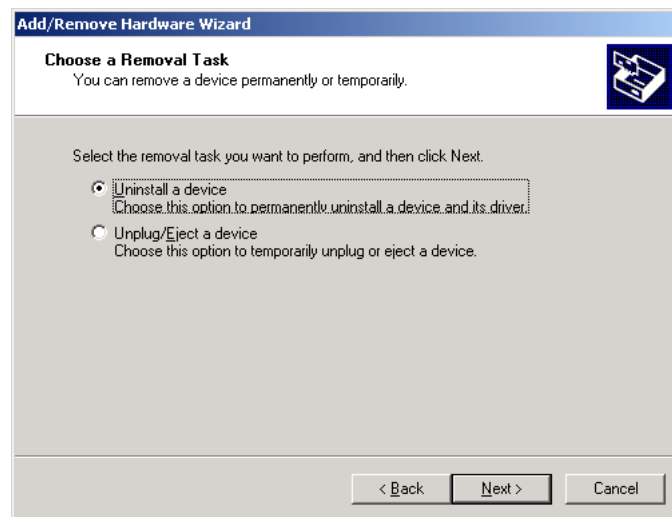 Add/Remove Hardware Wizard
Choose a Removal Task
You can remove a device permanently or temporarily.
Select the removal task you want to perform, and then click Next.
Uninstall a device
Choose this option to permanently uninstall a device and its driver.
Unplug/Eject a device
Choose this option to temporarily unplug or eject a device.
< Back Next > Cancel